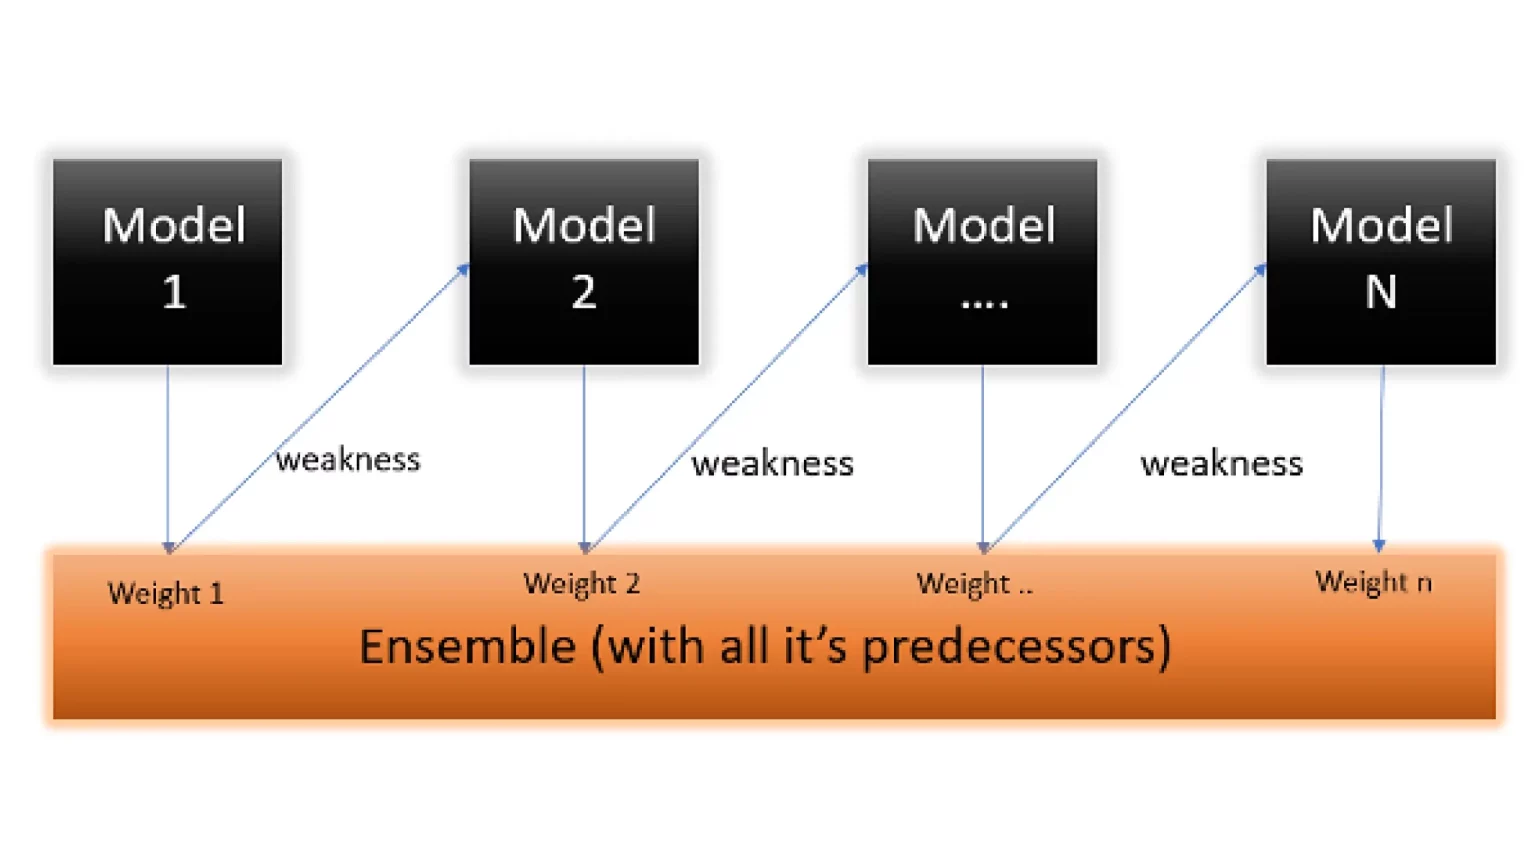 Model
1
Model
2
Model
....
Model
N
weakness
weakness
weakness
Weight 1
Weight 2
Weight ..
Weight n
Ensemble (with all it’s predecessors)